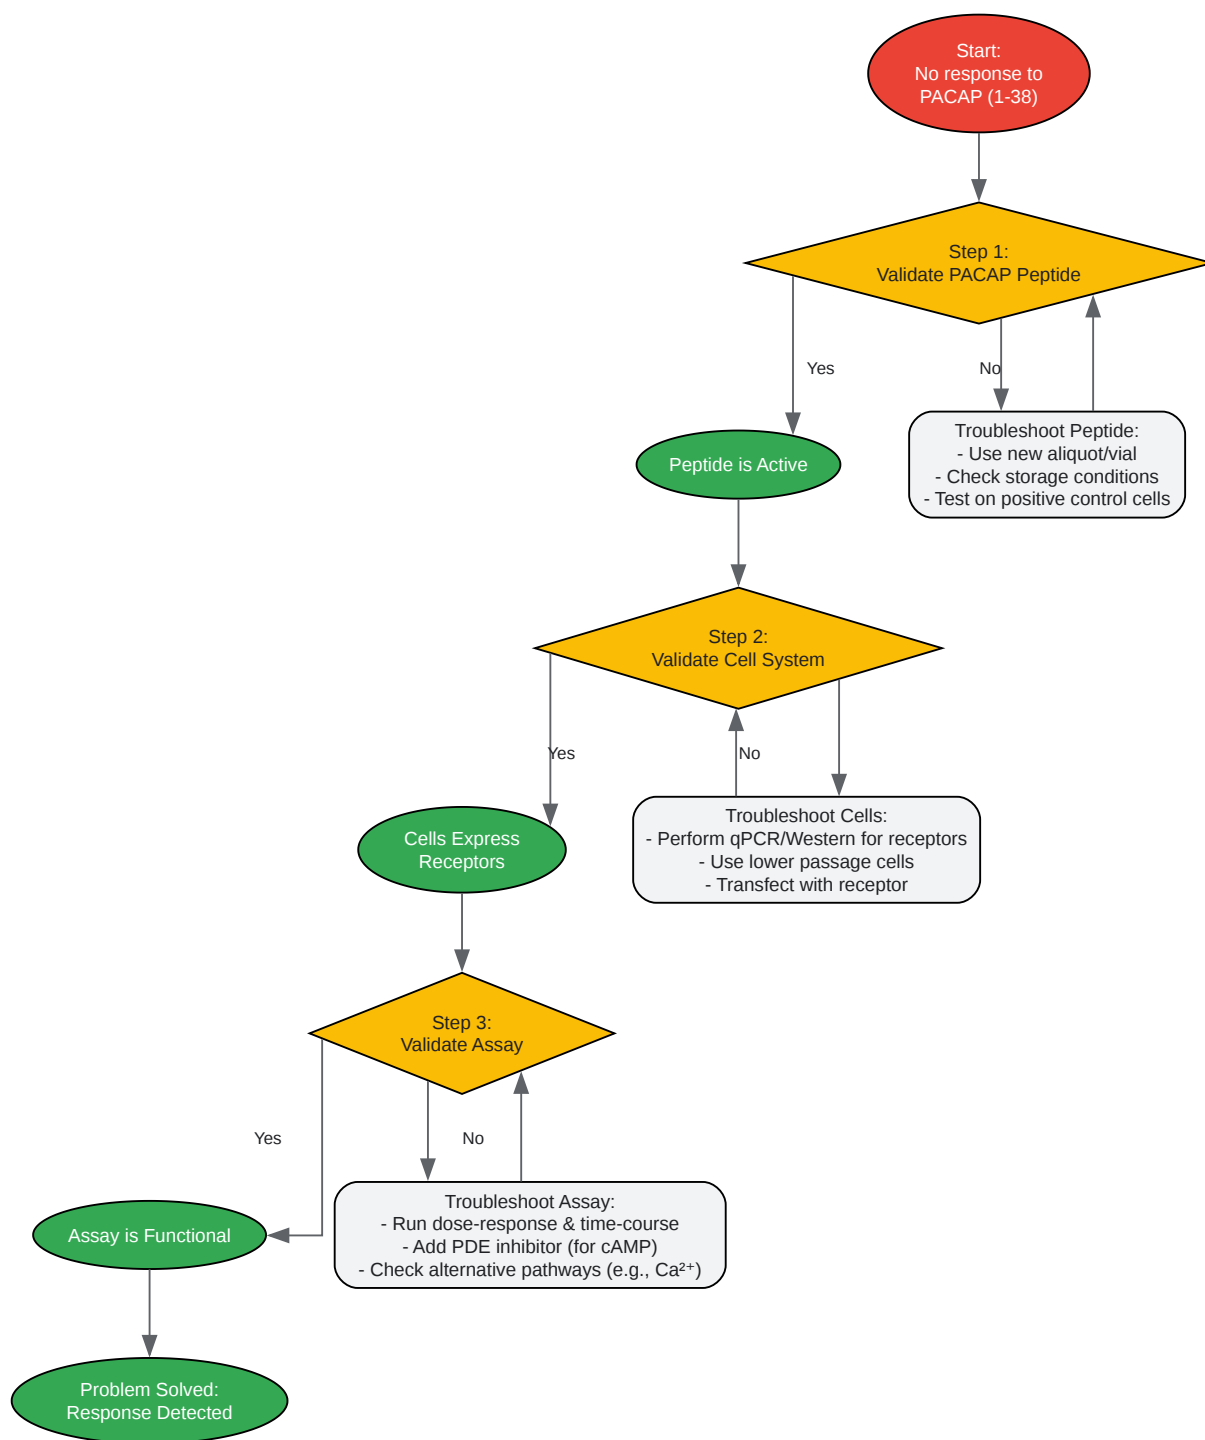 Start:
No response to
PACAP (1-38)
Step 1:
Validate PACAP Peptide
Yes
No
Troubleshoot Peptide:
- Use new aliquot/vial
- Check storage conditions
- Test on positive control cells
Peptide is Active
Step 2:
Validate Cell System
Yes
No
Troubleshoot Cells:
- Perform qPCR/Western for receptors
- Use lower passage cells
- Transfect with receptor
Cells Express
Receptors
Step 3:
Validate Assay
Yes
No
Troubleshoot Assay:
- Run dose-response & time-course
- Add PDE inhibitor (for cAMP)
- Check alternative pathways (e.g., Ca²⁺)
Assay is Functional
Problem Solved:
Response Detected